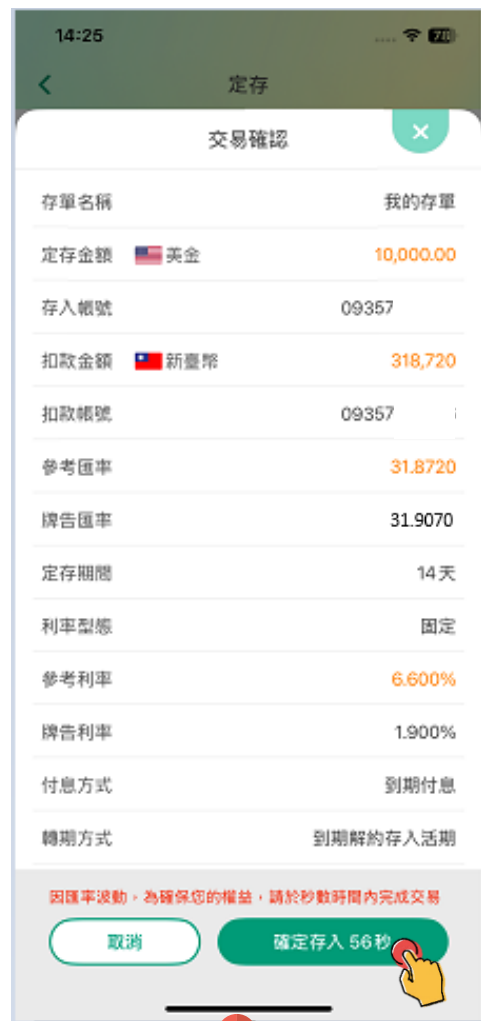 14:25
78
定存
交易確認
存單名稱 我的存單
定存金額 美金 10,000.00
存入帳號 09357
扣款金額 新臺幣 318,720
扣款帳號 09357
參考匯率 31.8720
牌告匯率 31.9070
定存期間 14天
利率型態 固定
參考利率 6.600%
牌告利率 1.900%
付息方式 到期付息
轉期方式 到期解約存入活期
因匯率波動，為確保您的權益，請於秒數時間內完成交易
取消 確定存入 56秒